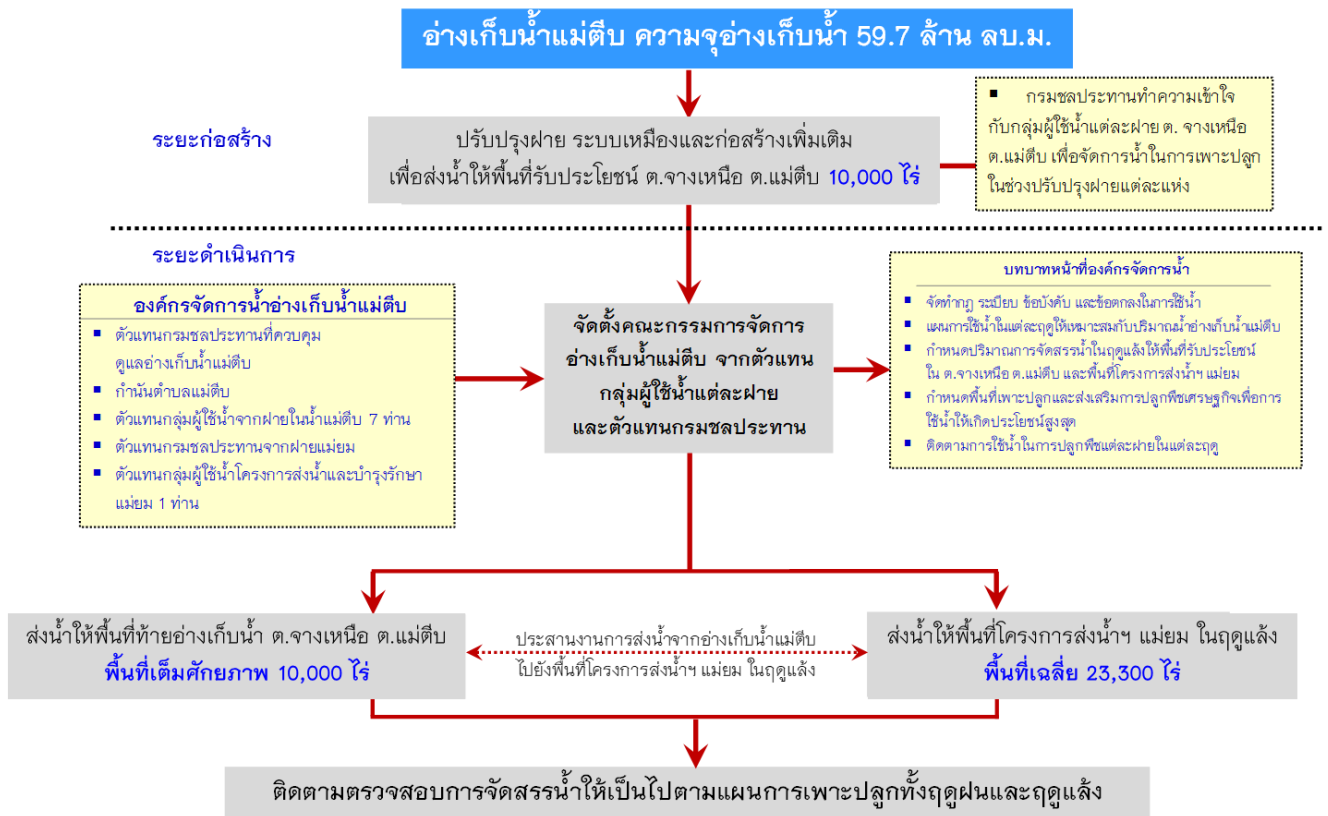 อ่างเก็บน้ำแม่ตีบ ความจุอ่างเก็บน้ำ 59.7 ล้าน ลบ.ม.
ระยะก่อสร้าง
ปรับปรุงฝาย ระบบเหมืองและก่อสร้างเพิ่มเติม
เพื่อส่งน้ำให้พื้นที่รับประโยชน์ ต.จางเหนือ ต.แม่ตีบ 10,000 ไร่
▪ กรมชลประทานทำความเข้าใจ
กับกลุ่มผู้ใช้น้ำแต่ละฝาย ต. จางเหนือ
ต.แม่ตีบ เพื่อจัดการน้ำในการเพาะปลูก
ในช่วงปรับปรุงฝายแต่ละแห่ง
ระยะดำเนินการ
องค์กรจัดการน้ำอ่างเก็บน้ำแม่ตีบ
▪ ตัวแทนกรมชลประทานที่ควบคุม
ดูแลอ่างเก็บน้ำแม่ตีบ
▪ กำนันตำบลแม่ตีบ
▪ ตัวแทนกลุ่มผู้ใช้น้ำจากฝายในน้ำแม่ตีบ 7 ท่าน
▪ ตัวแทนกรมชลประทานจากฝายแม่ยม
▪ ตัวแทนกลุ่มผู้ใช้น้ำโครงการส่งน้ำและบำรุงรักษา
แม่ยม 1 ท่าน
จัดตั้งคณะกรรมการจัดการ
อ่างเก็บน้ำแม่ตีบ จากตัวแทน
กลุ่มผู้ใช้น้ำแต่ละฝาย
และตัวแทนกรมชลประทาน
บทบาทหน้าที่องค์กรจัดการน้ำ
▪ จัดทำกฎ ระเบียบ ข้อบังคับ และข้อตกลงในการใช้น้ำ
▪ แผนการใช้น้ำในแต่ละฤดูให้เหมาะสมกับปริมาณน้ำอ่างเก็บน้ำแม่ตีบ
▪ กำหนดปริมาณการจัดสรรน้ำในฤดูแล้งให้พื้นที่รับประโยชน์
ใน ต.จางเหนือ ต.แม่ตีบ และพื้นที่โครงการส่งน้ำฯ แม่ยม
▪ กำหนดพื้นที่เพาะปลูกและส่งเสริมการปลูกพืชเศรษฐกิจเพื่อการ
ใช้น้ำให้เกิดประโยชน์สูงสุด
▪ ติดตามการใช้น้ำในการปลูกพืชแต่ละฝายในแต่ละฤดู
ส่งน้ำให้พื้นที่ท้ายอ่างเก็บน้ำ ต.จางเหนือ ต.แม่ตีบ
พื้นที่เต็มศักยภาพ 10,000 ไร่
ประสานงานการส่งน้ำจากอ่างเก็บน้ำแม่ตีบ
ไปยังพื้นที่โครงการส่งน้ำฯ แม่ยม ในฤดูแล้ง
ส่งน้ำให้พื้นที่โครงการส่งน้ำฯ แม่ยม ในฤดูแล้ง
พื้นที่เฉลี่ย 23,300 ไร่
ติดตามตรวจสอบการจัดสรรน้ำให้เป็นไปตามแผนการเพาะปลูกทั้งฤดูฝนและฤดูแล้ง